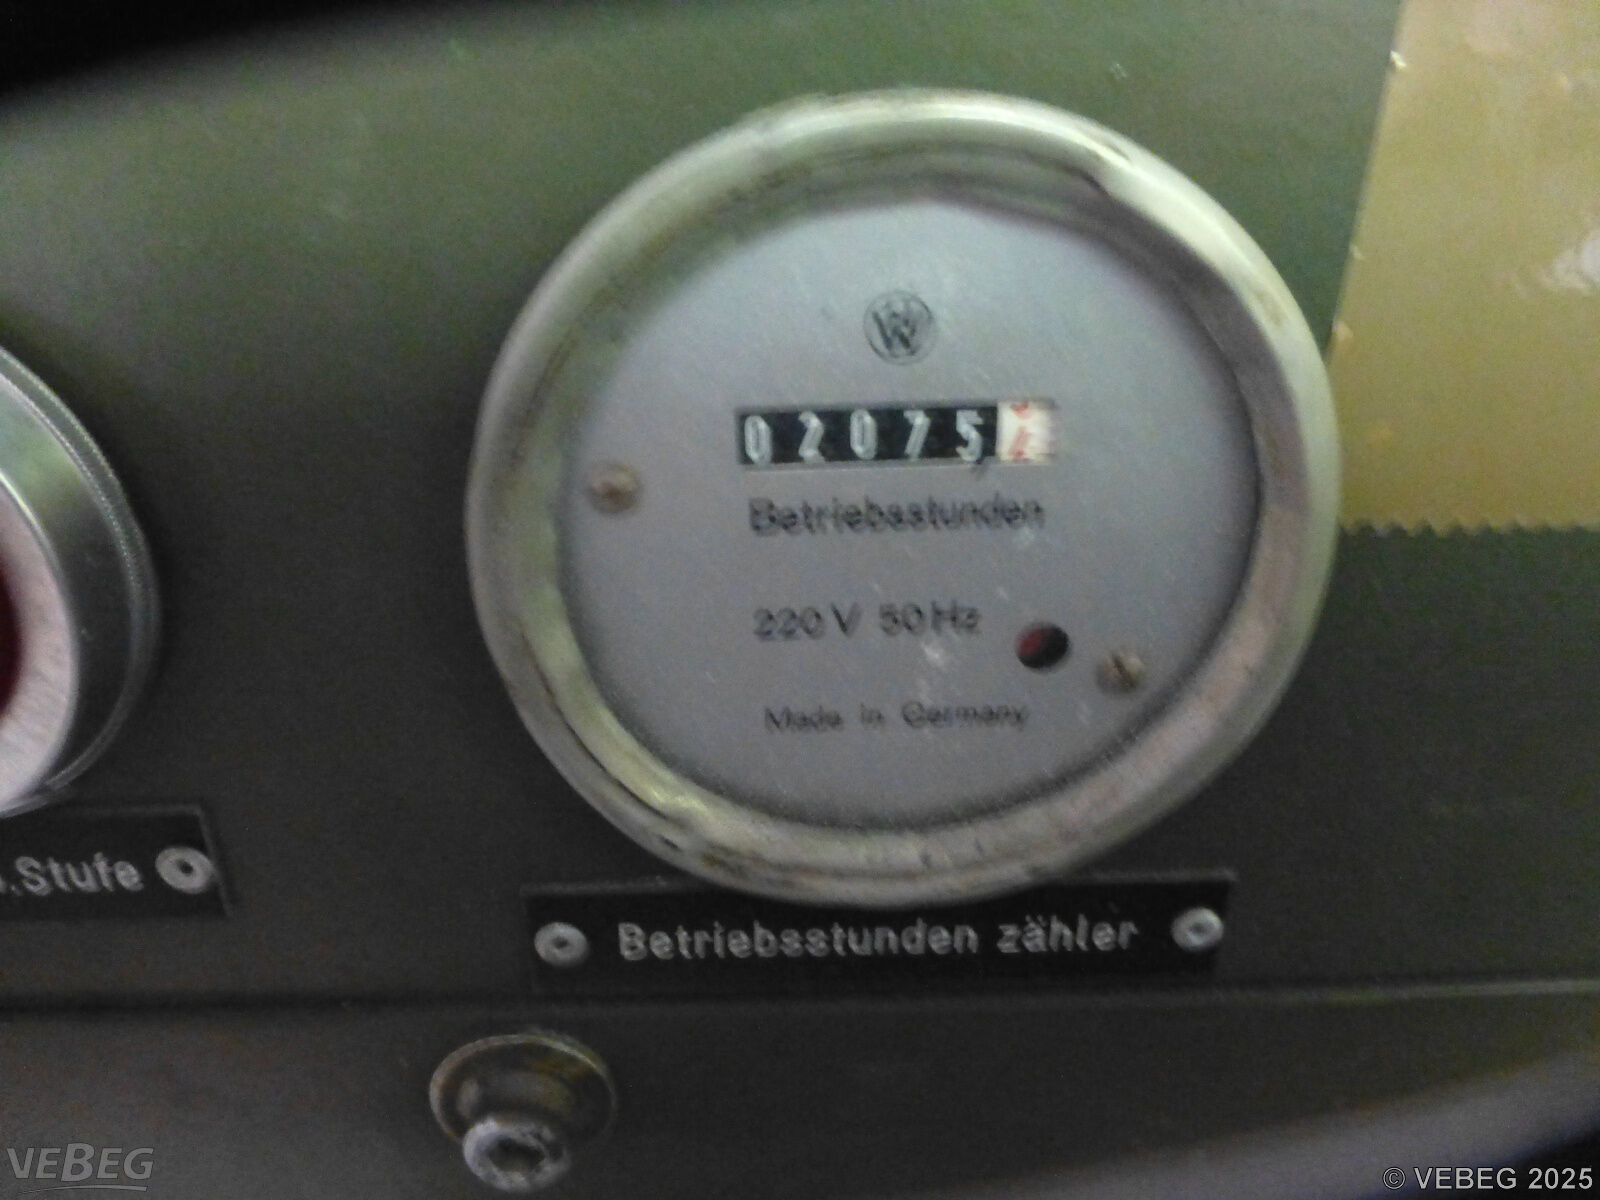 W
02075
Betriebsstunden
220 V 50 Hz
Made in Germany
.Stufe
Betriebsstunden zähler
VEBEG
© VEBEG 2025